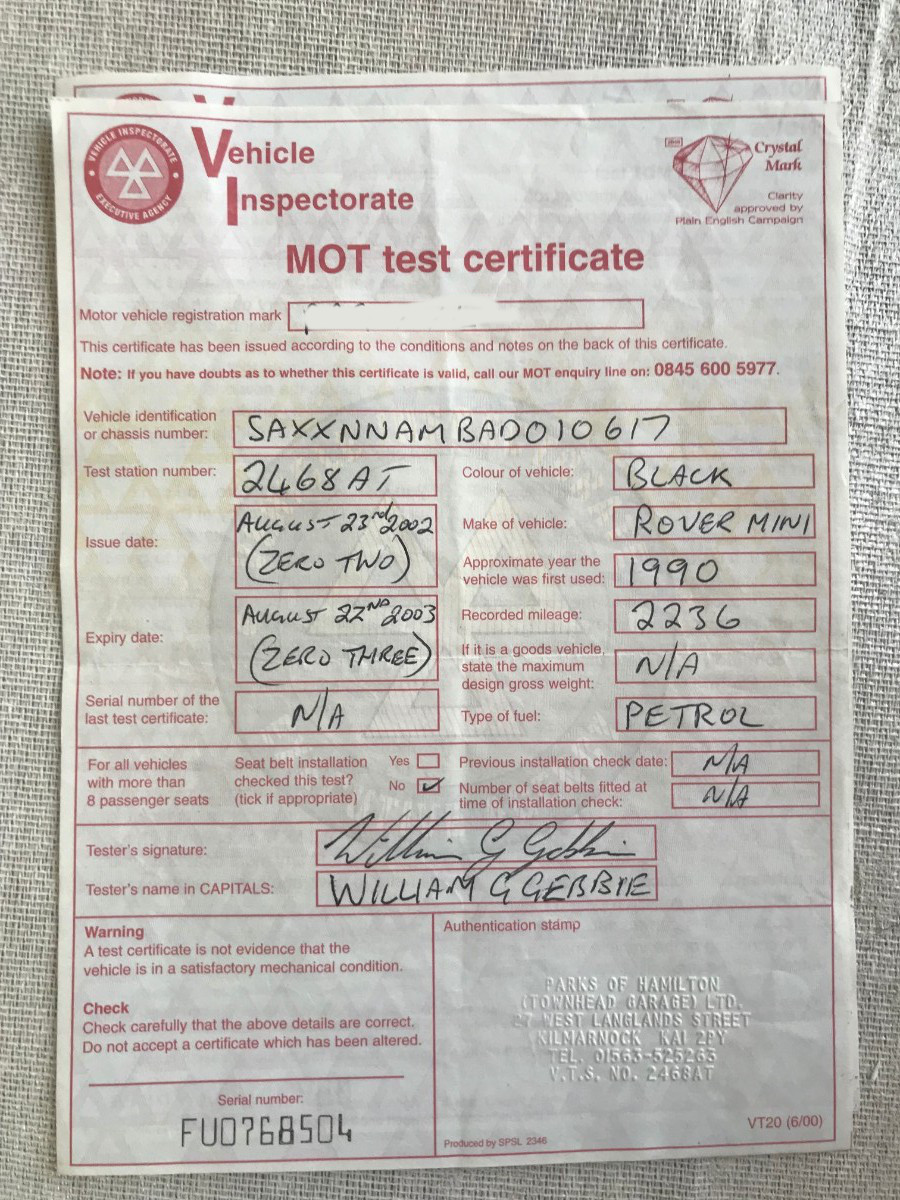 VEHICLE INSPECTORATE
EXECUTIVE AGENCY
Vehicle
Inspectorate
Crystal
Mark
Clarity
approved by
Plain English Campaign
MOT test certificate
Motor vehicle registration mark
This certificate has been issued according to the conditions and notes on the back of this certificate.
Note: If you have doubts as to whether this certificate is valid, call our MOT enquiry line on: 0845 600 5977.
Vehicle identification
or chassis number:
SAXXNNAMBAD010617
Test station number:
2468AT
Colour of vehicle:
BLACK
Issue date:
AUGUST 23rd 2002
(ZERO TWO)
Make of vehicle:
ROVER MINI
Approximate year the
vehicle was first used:
1990
Expiry date:
AUGUST 22ND 2003
(ZERO THREE)
Recorded mileage:
2236
If it is a goods vehicle,
state the maximum
design gross weight:
N/A
Serial number of the
last test certificate:
N/A
Type of fuel:
PETROL
For all vehicles
with more than
8 passenger seats
Seat belt installation
checked this test?
(tick if appropriate)
Yes
No
Previous installation check date:
N/A
Number of seat belts fitted at
time of installation check:
N/A
Tester's signature:
William G Gebbie
Tester's name in CAPITALS:
WILLIAM G GEBBIE
Warning
A test certificate is not evidence that the
vehicle is in a satisfactory mechanical condition.
Check
Check carefully that the above details are correct.
Do not accept a certificate which has been altered.
Serial number:
FU0768504
Authentication stamp
PARKS OF HAMILTON
(TOWNHEAD GARAGE) LTD.
WEST LANGLANDS STREET
KILMARNOCK KA1 2PY
TEL. 01563-525263
V.T.S. NO. 2468AT
Produced by SPSL 2346
VT20 (6/00)